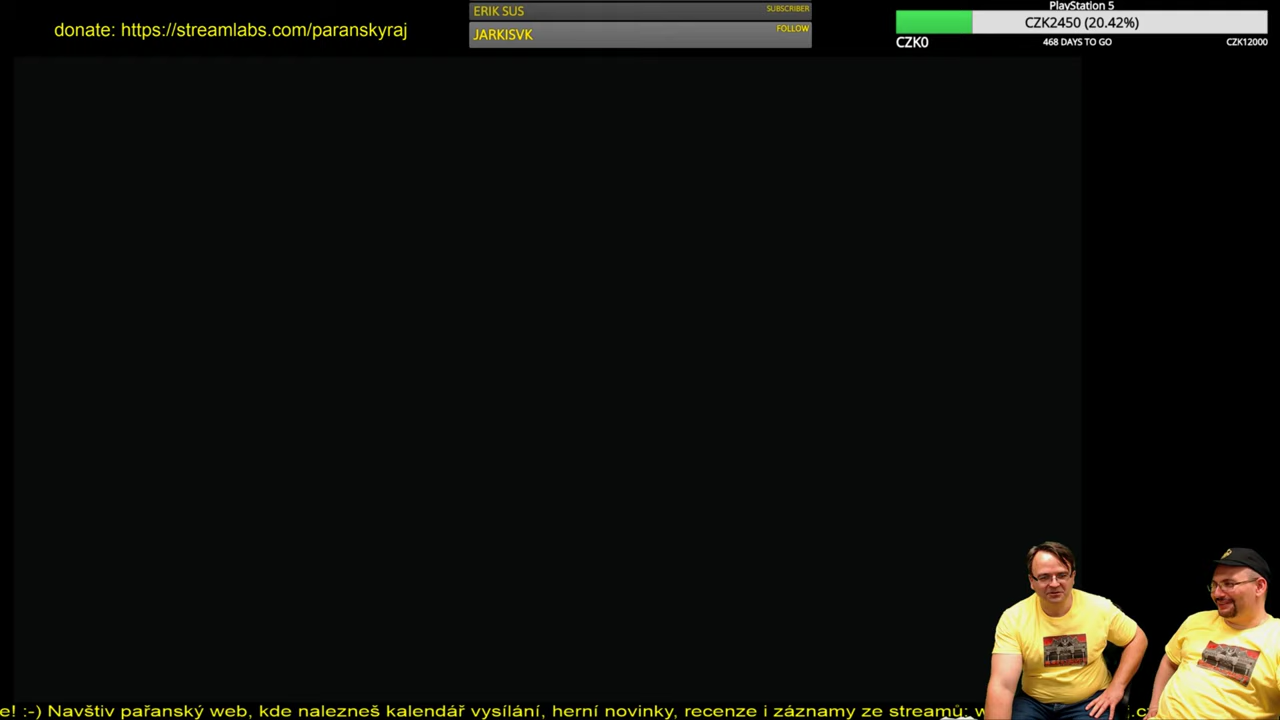 donate: https://streamlabs.com/paranskyraj
ERIK SUS
SUBSCRIBER
JARKISVK
FOLLOW
PlayStation 5
CZK2450 (20.42%)
CZK0
468 DAYS TO GO
CZK12000
e! :-) Navštiv pařanský web, kde nalezneš kalendář vysílání, herní novinky, recenze i záznamy ze streamů: w